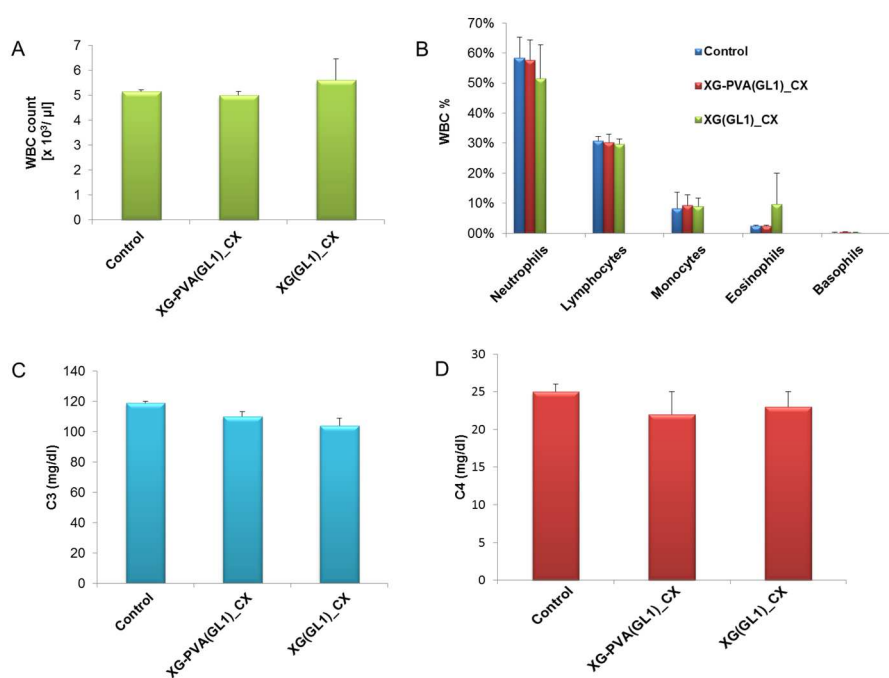 A
WBC count
[x 10³/ µl]
7
6
5
4
3
2
1
0
Control
XG-PVA(GL1)_CX
XG(GL1)_CX
B
WBC %
70%
60%
50%
40%
30%
20%
10%
00%
Control
XG-PVA(GL1)_CX
XG(GL1)_CX
Neutrophils
Lymphocytes
Monocytes
Eosinophils
Basophils
C
C3 (mg/dl)
140
120
100
80
60
40
20
0
Control
XG-PVA(GL1)_CX
XG(GL1)_CX
D
C4 (mg/dl)
30
25
20
15
10
5
0
Control
XG-PVA(GL1)_CX
XG(GL1)_CX